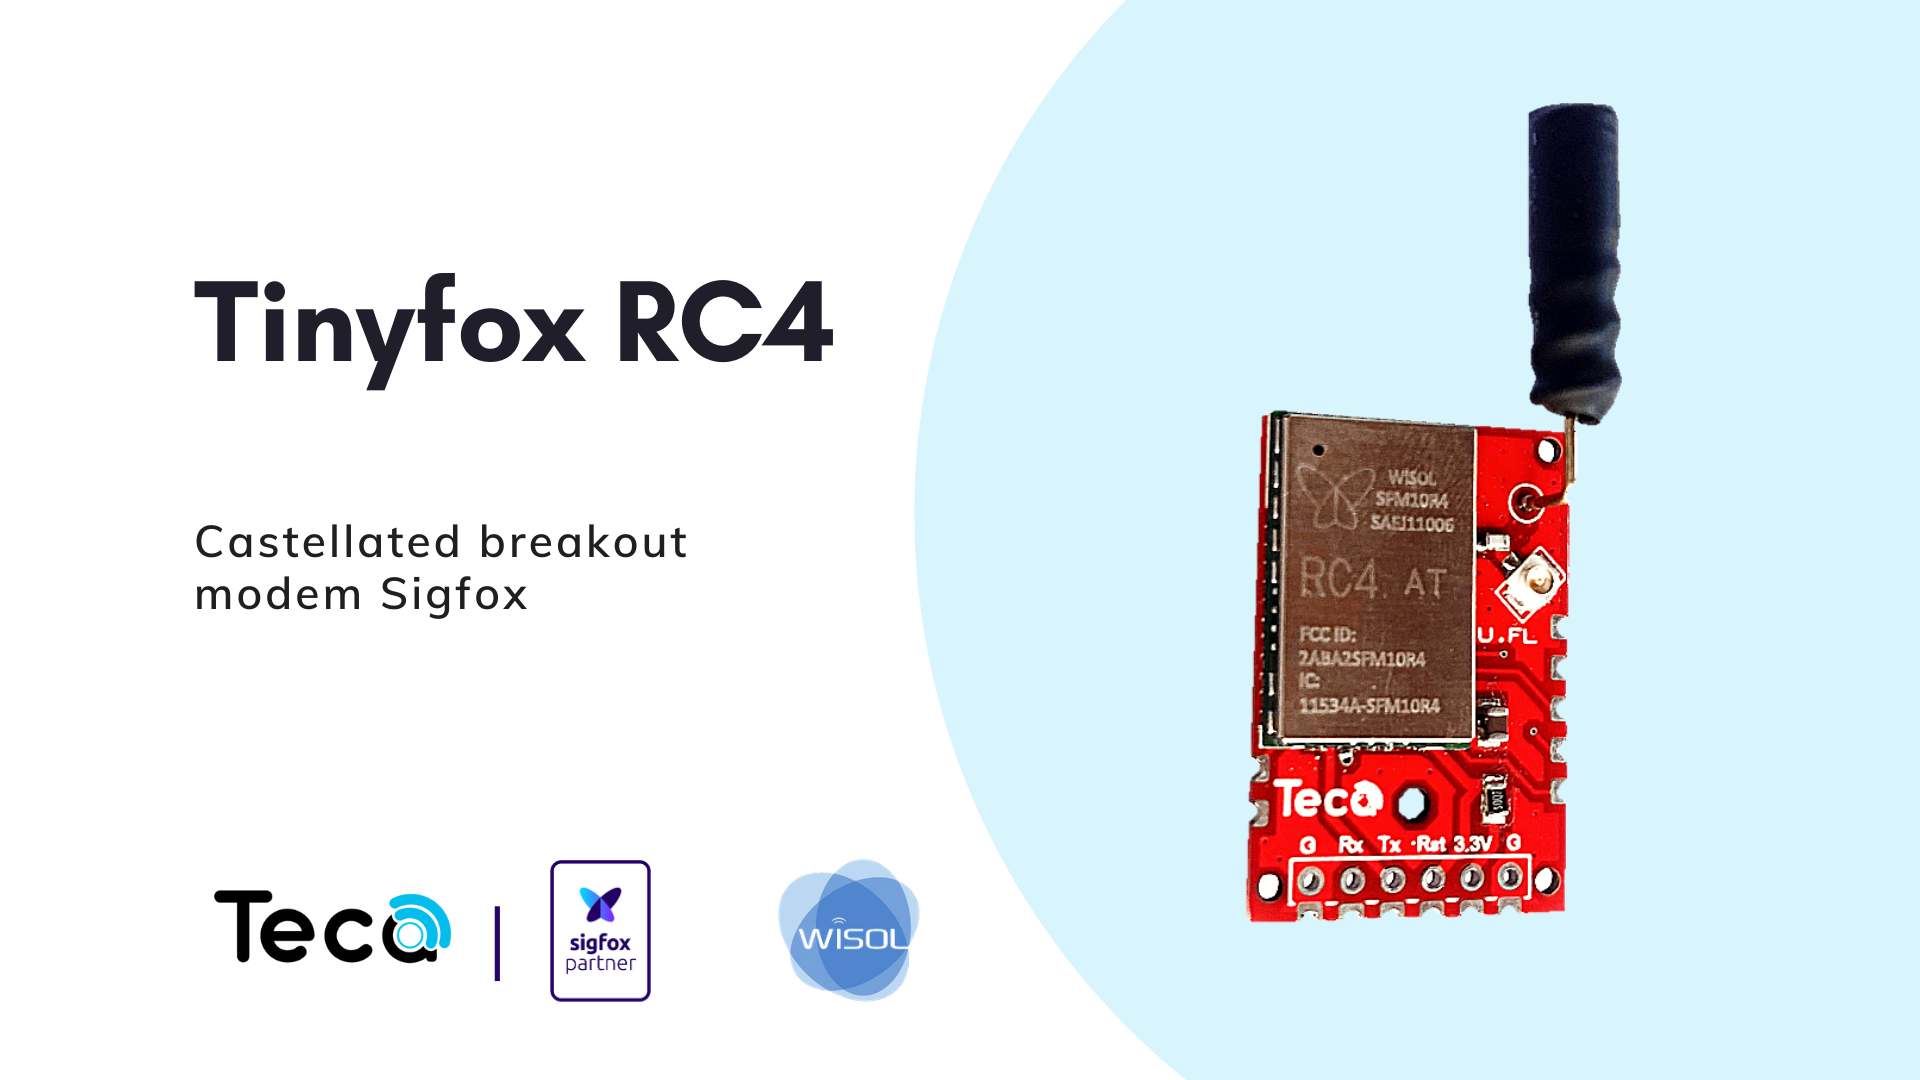 Tinyfox RC4
Castellated breakout
modem Sigfox
Teca
sigfox
partner
WISOL
WISOL
SFM10R4
SAEJ11006
RC4 AT
FCC ID:
2ABA2SFM10R4
IC:
11534A-SFM10R4
U.FL
Teca
G Rx Tx Rst 3.3V G